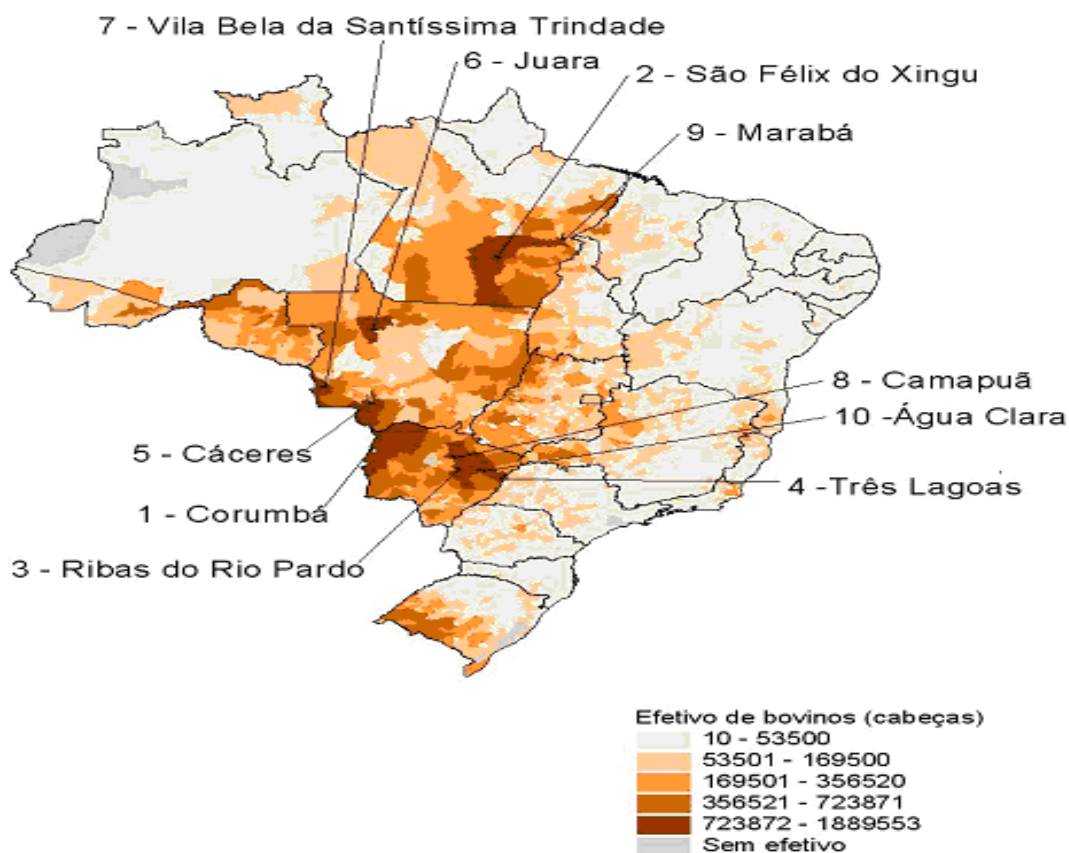 7 - Vila Bela da Santíssima Trindade
6 - Juara
2 - São Félix do Xingu
9 - Marabá
8 - Camapuã
10 -Água Clara
5 - Cáceres
4 -Três Lagoas
1 - Corumbá
3 - Ribas do Rio Pardo
Efetivo de bovinos (cabeças)
10 - 53500
53501 - 169500
169501 - 356520
356521 - 723871
723872 - 1889553
Sem efetivo